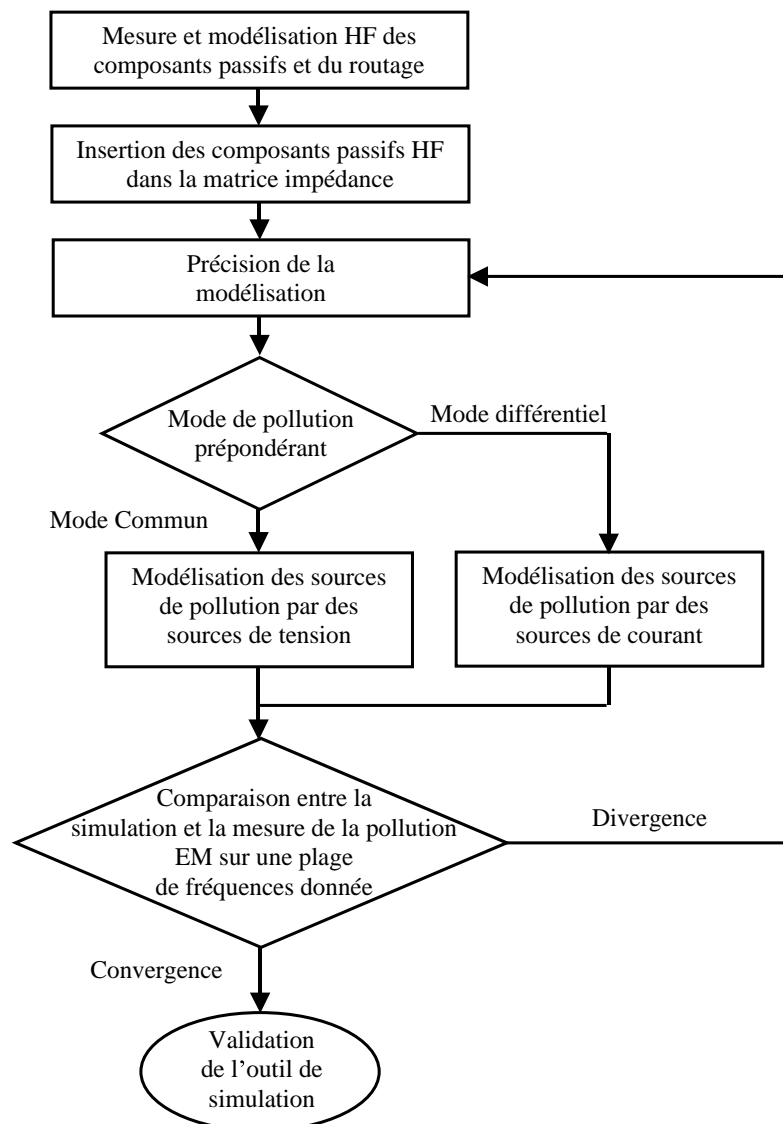 Mesure et modélisation HF des
composants passifs et du routage
Insertion des composants passifs HF
dans la matrice impédance
Précision de la
modélisation
Mode de pollution
prépondérant
Mode différentiel
Mode Commun
Modélisation des sources
de pollution par des
sources de tension
Modélisation des sources
de pollution par des
sources de courant
Comparaison entre la
simulation et la mesure de la pollution
EM sur une plage
de fréquences donnée
Divergence
Convergence
Validation
de l’outil de
simulation